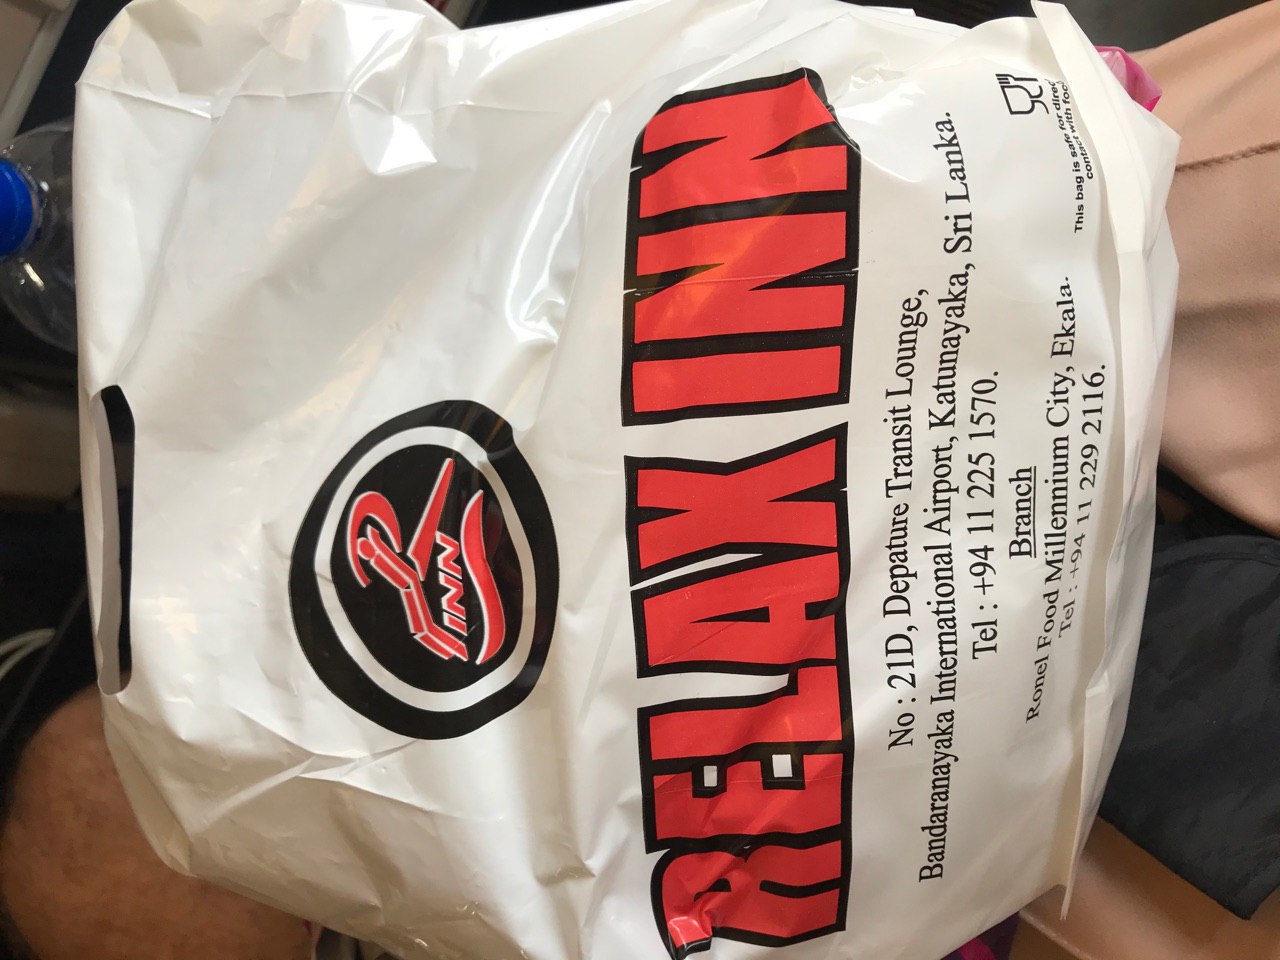 INN
RELAX INN
No : 21D, Depature Transit Lounge,
Bandaranayaka International Airport, Katunayaka, Sri Lanka.
Tel : +94 11 225 1570.
Branch
Ronel Food Millennium City, Ekala.
Tel : +94 11 229 2116.
This bag is safe for direct
contact with food